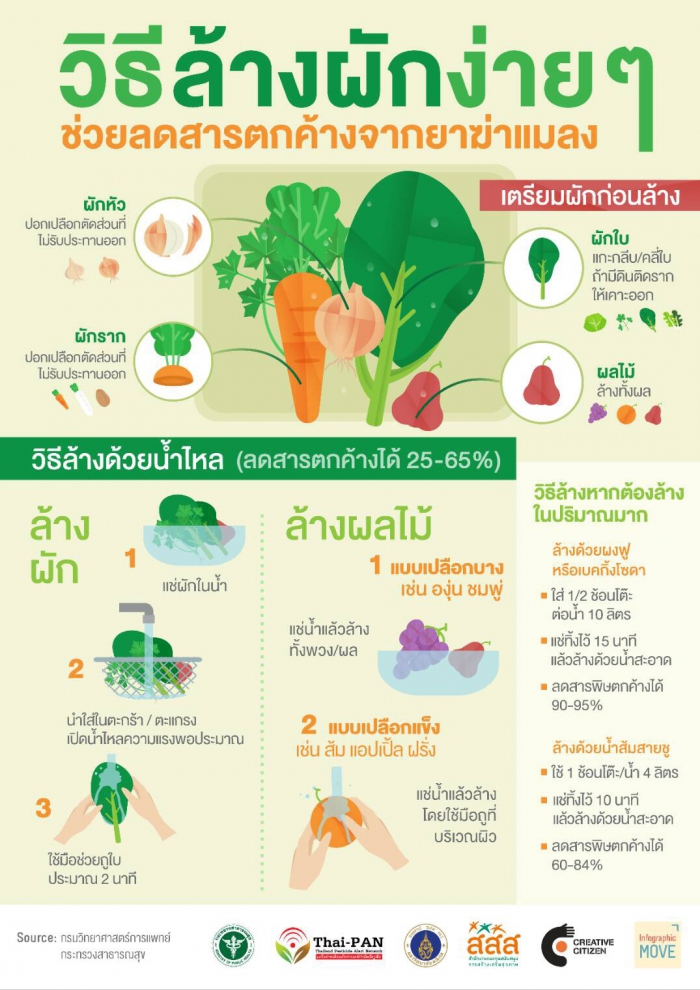 วิธีล้างผักง่ายๆ
ช่วยลดสารตกค้างจากยาฆ่าแมลง
เตรียมผักก่อนล้าง
ผักหัว
ปอกเปลือกตัดส่วนที่
ไม่รับประทานออก
ผักราก
ปอกเปลือกตัดส่วนที่
ไม่รับประทานออก
ผักใบ
แกะกลีบ/คลี่ใบ
ถ้ามีดินติดราก
ให้เคาะออก
ผลไม้
ล้างทั้งผล
วิธีล้างด้วยน้ำไหล (ลดสารตกค้างได้ 25-65%)
ล้าง
ผัก
1
แช่ผักในน้ำ
2
นำใส่ในตะกร้า / ตะแกรง
เปิดน้ำไหลความแรงพอประมาณ
3
ใช้มือช่วยถูใบ
ประมาณ 2 นาที
ล้างผลไม้
1 แบบเปลือกบาง
เช่น องุ่น ชมพู่
แช่น้ำแล้วล้าง
ทั้งพวง/ผล
2 แบบเปลือกแข็ง
เช่น ส้ม แอปเปิ้ล ฝรั่ง
แช่น้ำแล้วล้าง
โดยใช้มือถูที่
บริเวณผิว
วิธีล้างหากต้องล้าง
ในปริมาณมาก
ล้างด้วยผงฟู
หรือเบคกิ้งโซดา
ใส่ 1/2 ช้อนโต๊ะ
ต่อน้ำ 10 ลิตร
แช่ทิ้งไว้ 15 นาที
แล้วล้างด้วยน้ำสะอาด
ลดสารพิษตกค้างได้
90-95%
ล้างด้วยน้ำส้มสายชู
ใช้ 1 ช้อนโต๊ะ/น้ำ 4 ลิตร
แช่ทิ้งไว้ 10 นาที
แล้วล้างด้วยน้ำสะอาด
ลดสารพิษตกค้างได้
60-84%
Source: กรมวิทยาศาสตร์การแพทย์
กระทรวงสาธารณสุข
Thai-PAN
Thailand Pesticide Alert Network
สสส
CREATIVE
CITIZEN
Infographic
MOVE